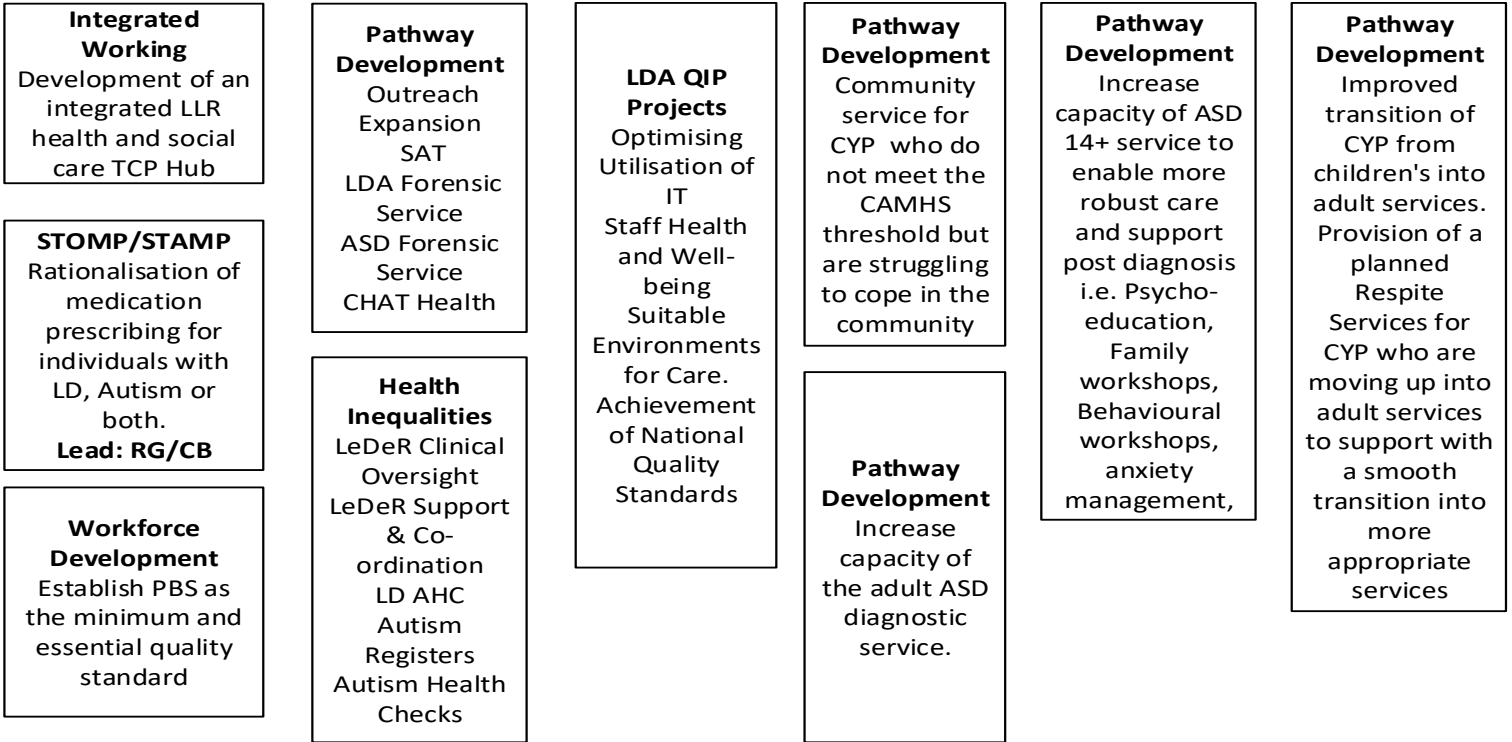 Integrated
Working
Development of an
integrated LLR
health and social
care TCP Hub
STOMP/STAMP
Rationalisation of
medication
prescribing for
individuals with
LD, Autism or
both.
Lead: RG/CB
Workforce
Development
Establish PBS as
the minimum and
essential quality
standard
Pathway
Development
Outreach
Expansion
SAT
LDA Forensic
Service
ASD Forensic
Service
CHAT Health
Health
Inequalities
LeDeR Clinical
Oversight
LeDeR Support
& Co-
ordination
LD AHC
Autism
Registers
Autism Health
Checks
LDA QIP
Projects
Optimising
Utilisation of
IT
Staff Health
and Well-
being
Suitable
Environments
for Care.
Achievement
of National
Quality
Standards
Pathway
Development
Community
service for
CYP who do
not meet the
CAMHS
threshold but
are struggling
to cope in the
community
Pathway
Development
Increase
capacity of
the adult ASD
diagnostic
service.
Pathway
Development
Increase
capacity of ASD
14+ service to
enable more
robust care
and support
post diagnosis
i.e. Psycho-
education,
Family
workshops,
Behavioural
workshops,
anxiety
management,
Pathway
Development
Improved
transition of
CYP from
children's into
adult services.
Provision of a
planned
Respite
Services for
CYP who are
moving up into
adult services
to support with
a smooth
transition into
more
appropriate
services